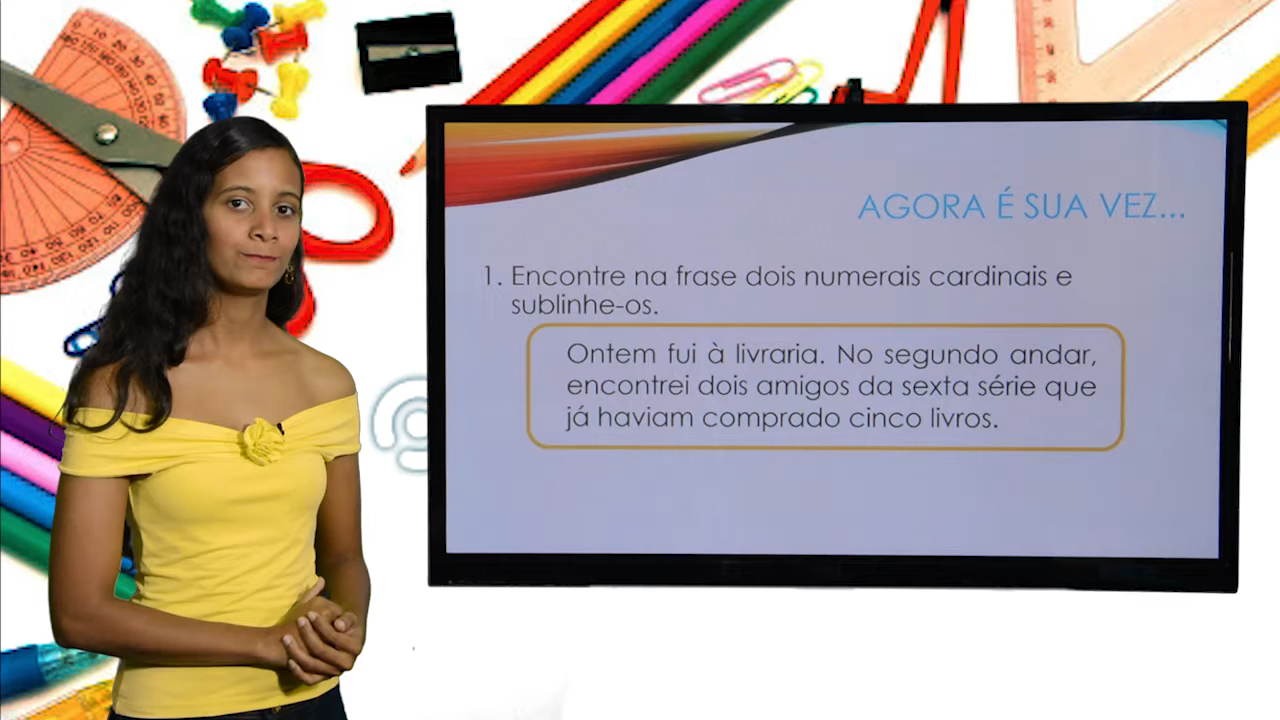 AGORA É SUA VEZ...
1. Encontre na frase dois numerais cardinais e
sublinhe-os.
Ontem fui à livraria. No segundo andar,
encontrei dois amigos da sexta série que
já haviam comprado cinco livros.